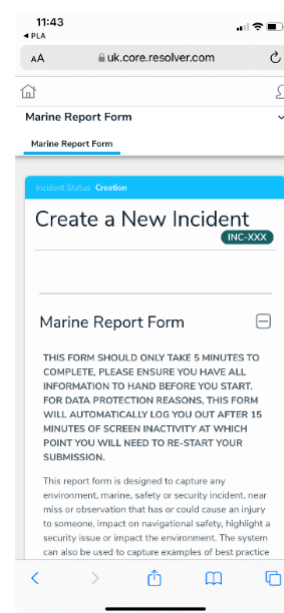 11:43
◀ PLA
AA uk.core.resolver.com
Marine Report Form
Marine Report Form
Incident Status Creation
Create a New Incident
INC-XXX
Marine Report Form
THIS FORM SHOULD ONLY TAKE 5 MINUTES TO
COMPLETE, PLEASE ENSURE YOU HAVE ALL
INFORMATION TO HAND BEFORE YOU START.
FOR DATA PROTECTION REASONS, THIS FORM
WILL AUTOMATICALLY LOG YOU OUT AFTER 15
MINUTES OF SCREEN INACTIVITY AT WHICH
POINT YOU WILL NEED TO RE-START YOUR
SUBMISSION.
This report form is designed to capture any
environment, marine, safety or security incident, near
miss or observation that has or could cause an injury
to someone, impact on navigational safety, highlight a
security issue or impact the environment. The system
can also be used to capture examples of best practice